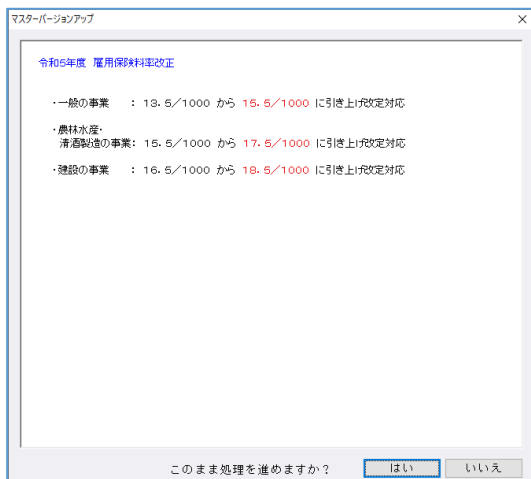 マスターバージョンアップ
令和5年度 雇用保険料率改正
・一般の事業 : 13.5/1000 から 15.5/1000 に引き上げ改定対応
・農林水産・
清酒製造の事業: 15.5/1000 から 17.5/1000 に引き上げ改定対応
・建設の事業 : 16.5/1000 から 18.5/1000 に引き上げ改定対応
このまま処理を進めますか? はい いいえ